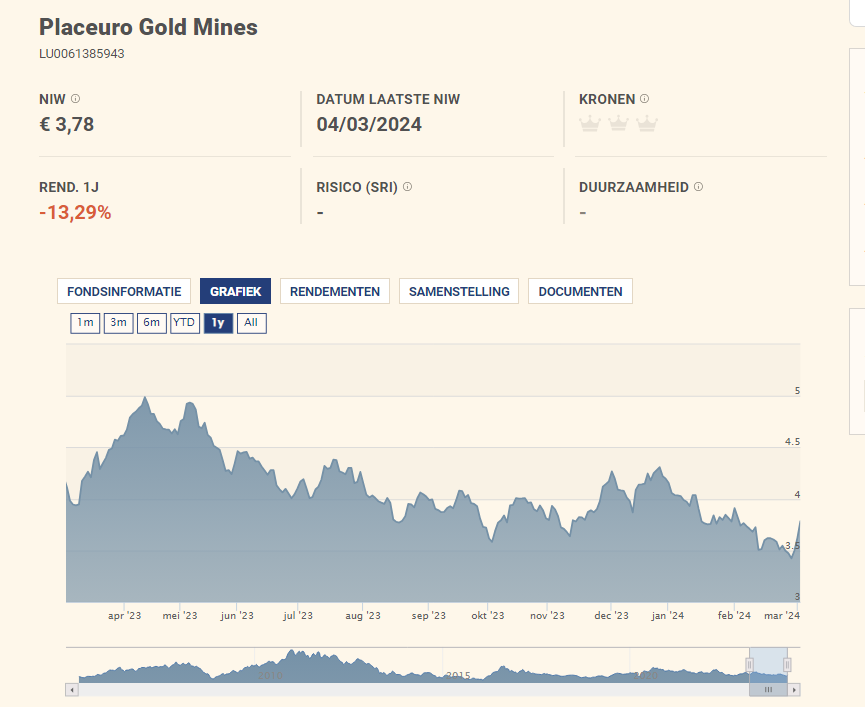 Placeuro Gold Mines
LU0061385943
NIW
DATUM LAATSTE NIW
KRONEN
€ 3,78
04/03/2024
REND. 1J
RISICO (SRI)
DUURZAAMHEID
-13,29%
-
-
FONDSINFORMATIE
GRAFIEK
RENDEMENTEN
SAMENSTELLING
DOCUMENTEN
1m
3m
6m
YTD
1y
All
5
4.5
4
3.5
3
apr '23
mei '23
jun '23
jul '23
aug '23
sep '23
okt '23
nov '23
dec '23
jan '24
feb '24
mar '24
2010
2015
2020